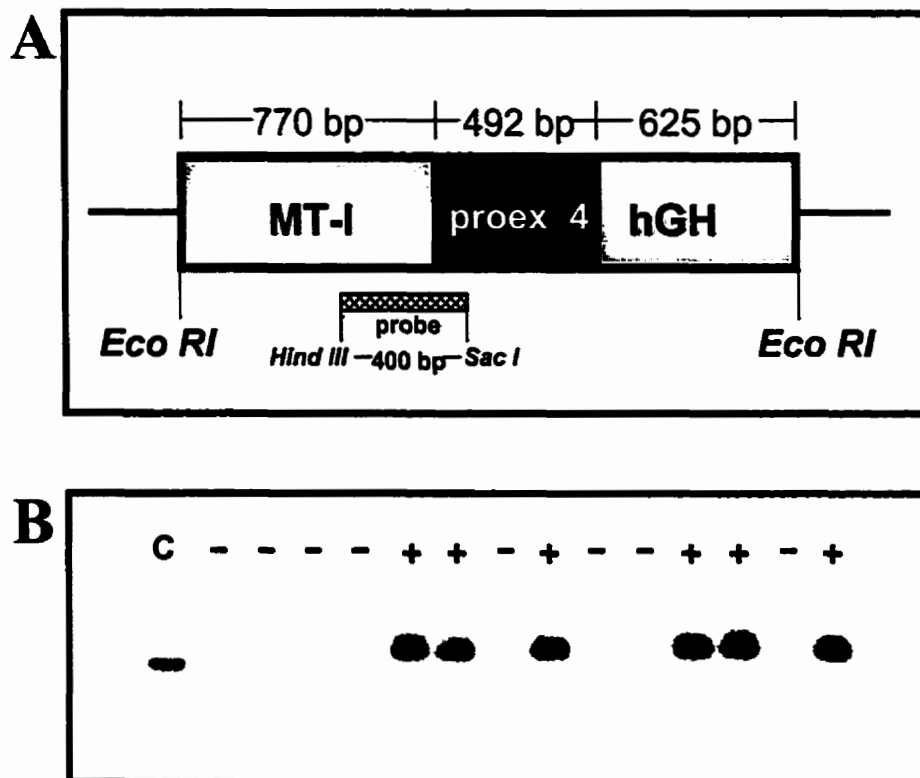 A
770 bp 492 bp 625 bp
MT-I proex 4 hGH
probe
Eco RI Hind III 400 bp Sac I Eco RI
B
C - - - - + + - + - - + + - +